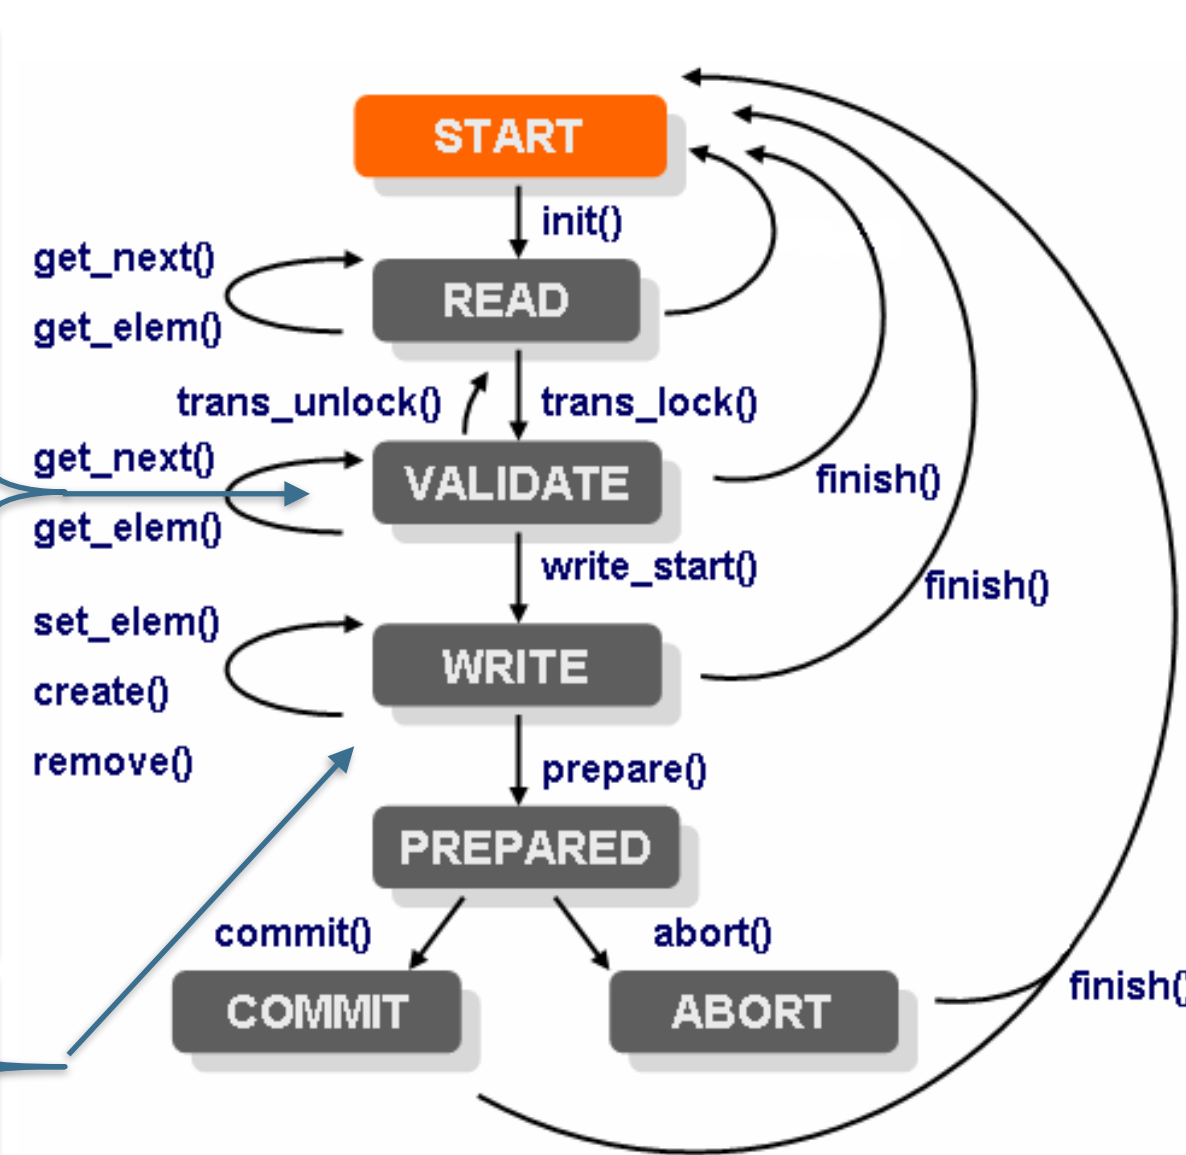 START
init()
get_next()
READ
get_elem()
trans_unlock()
trans_lock()
get_next()
VALIDATE
finish()
get_elem()
write_start()
finish()
set_elem()
WRITE
create()
remove()
prepare()
PREPARED
commit()
abort()
finish()
COMMIT
ABORT